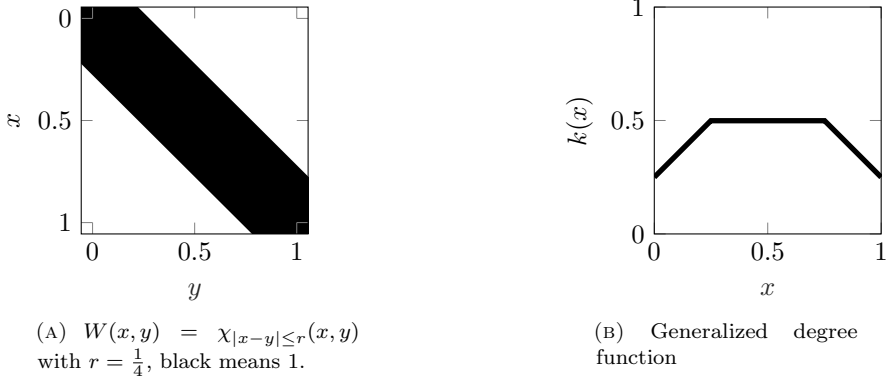 0
0.5
1
x
0
0.5
1
y
(A) W(x, y) = χ|x−y|≤r(x, y)
with r = 1/4, black means 1.
1
0.5
0
k(x)
0
0.5
1
x
(B) Generalized degree
function